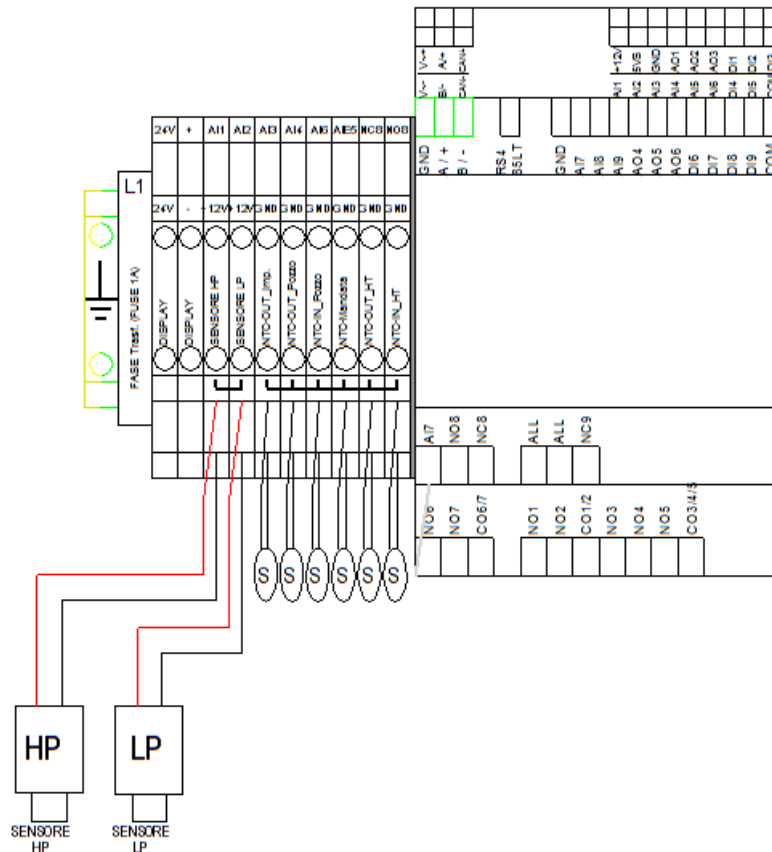 V~+ A/+ CAN+
V~- B/- CAN-
+12V 5VS GND AO1 AO2 AO3 DI1 DI2 DI3
AI1 AI2 AI3 AI4 AI5 AI6 DI4 DI5 COM
24V + AI1 AI2 AI3 AI4 AI6 AIE5 NC8 NO8
GND A / + B / - RS4 85LT GND AI7 AI8 AI9 AO4 AO5 AO6 DI6 DI7 DI8 DI9 COM
L1
24V - +12V +12V GND GND GND GND GND GND
FASE Trasf. (FUSE 1A)
DISPLAY
DISPLAY
SENSORE HP
SENSORE LP
NTC-OUT_Imp.
NTC-OUT_Pozzo
NTC-IN_Pozzo
NTC-Mandata
NTC-OUT_HT
NTC-IN_HT
AI7 NO8 NC8 ALL ALL NC9
NO6 NO7 CO6/7 NO1 NO2 CO1/2 NO3 NO4 NO5 CO3/4/5
S S S S S S
HP LP
SENSORE SENSORE
HP LP